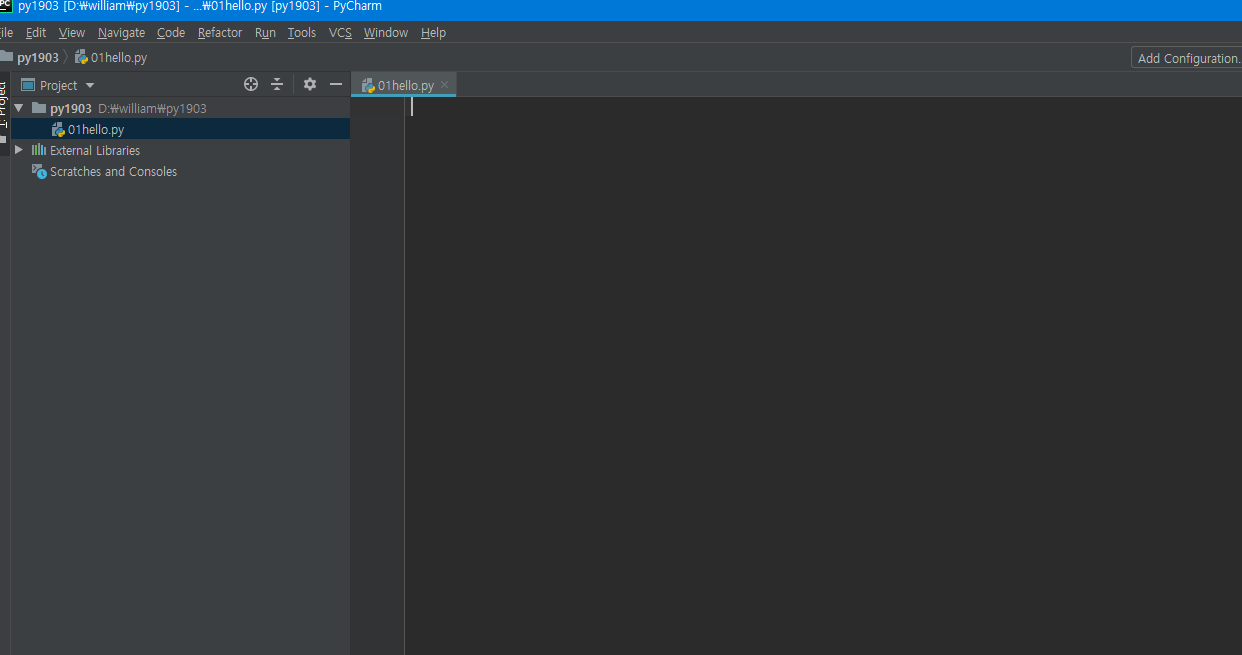 PC py1903 [D:₩william₩py1903] - ...₩01hello.py [py1903] - PyCharm
ile Edit View Navigate Code Refactor Run Tools VCS Window Help
py1903 01hello.py Add Configuration.
1: Project
Project 01hello.py
py1903 D:₩william₩py1903
01hello.py
External Libraries
Scratches and Consoles